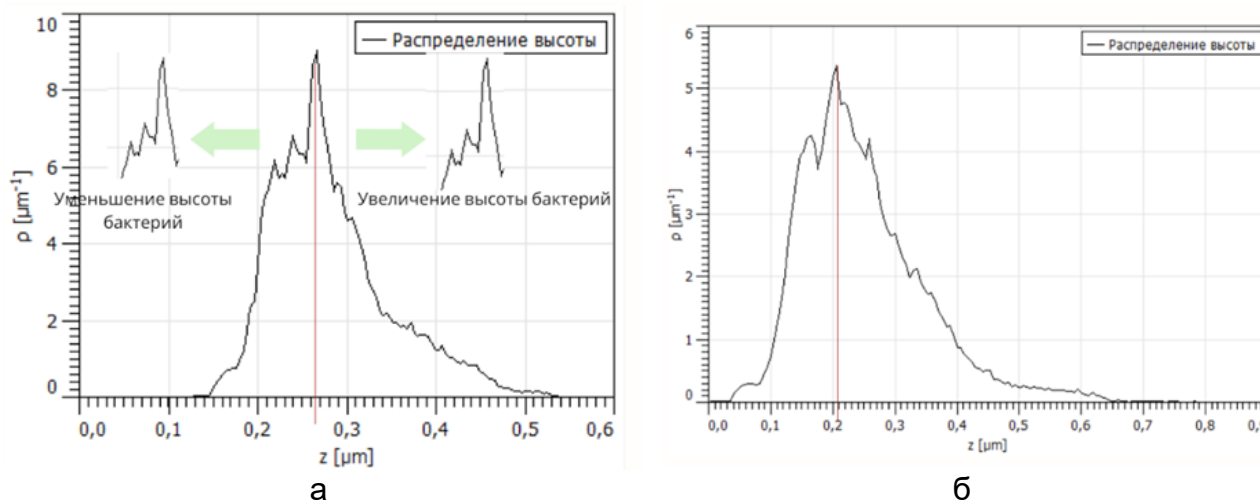 10
8
6
4
2
0
ρ [µm⁻¹]
Распределение высоты
Уменьшение высоты
бактерий
Увеличение высоты бактерий
0,0 0,1 0,2 0,3 0,4 0,5 0,6
z [µm]
а
6
5
4
3
2
1
0
ρ [µm⁻¹]
Распределение высоты
0,0 0,1 0,2 0,3 0,4 0,5 0,6 0,7 0,8
z [µm]
б